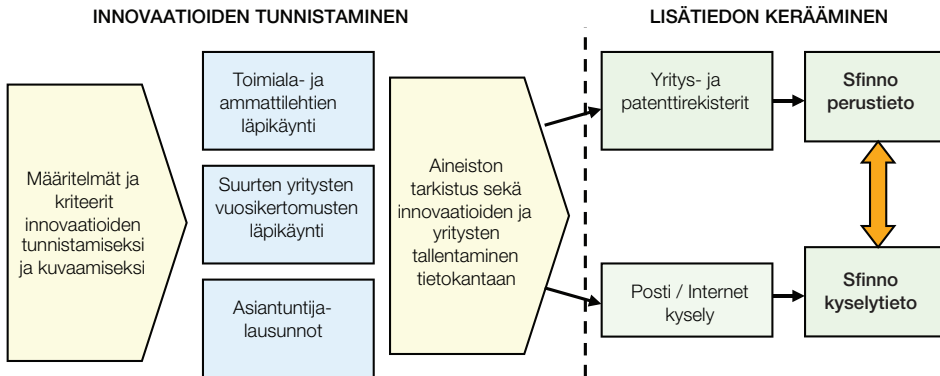 INNOVAATIOIDEN TUNNISTAMINEN
LISÄTIEDON KERÄÄMINEN
Määritelmät ja
kriteerit
innovaatioiden
tunnistamiseksi
ja kuvaamiseksi
Toimiala- ja
ammattilehtien
läpikäynti
Suurten yritysten
vuosikertomusten
läpikäynti
Asiantuntija-
lausunnot
Aineiston
tarkistus sekä
innovaatioiden ja
yritysten
tallentaminen
tietokantaan
Yritys- ja
patenttirekisterit
Sfinno
perustieto
Posti / Internet
kysely
Sfinno
kyselytieto